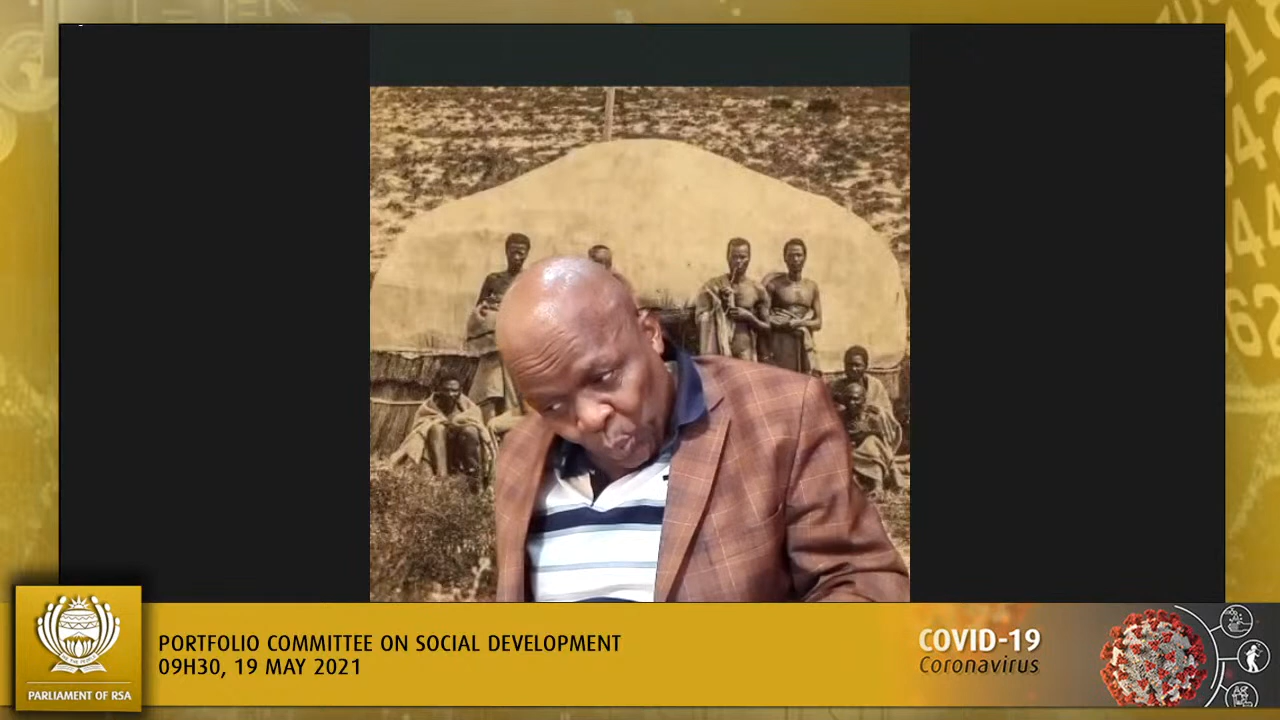 PORTFOLIO COMMITTEE ON SOCIAL DEVELOPMENT
09H30, 19 MAY 2021
PARLIAMENT OF RSA
COVID-19
Coronavirus